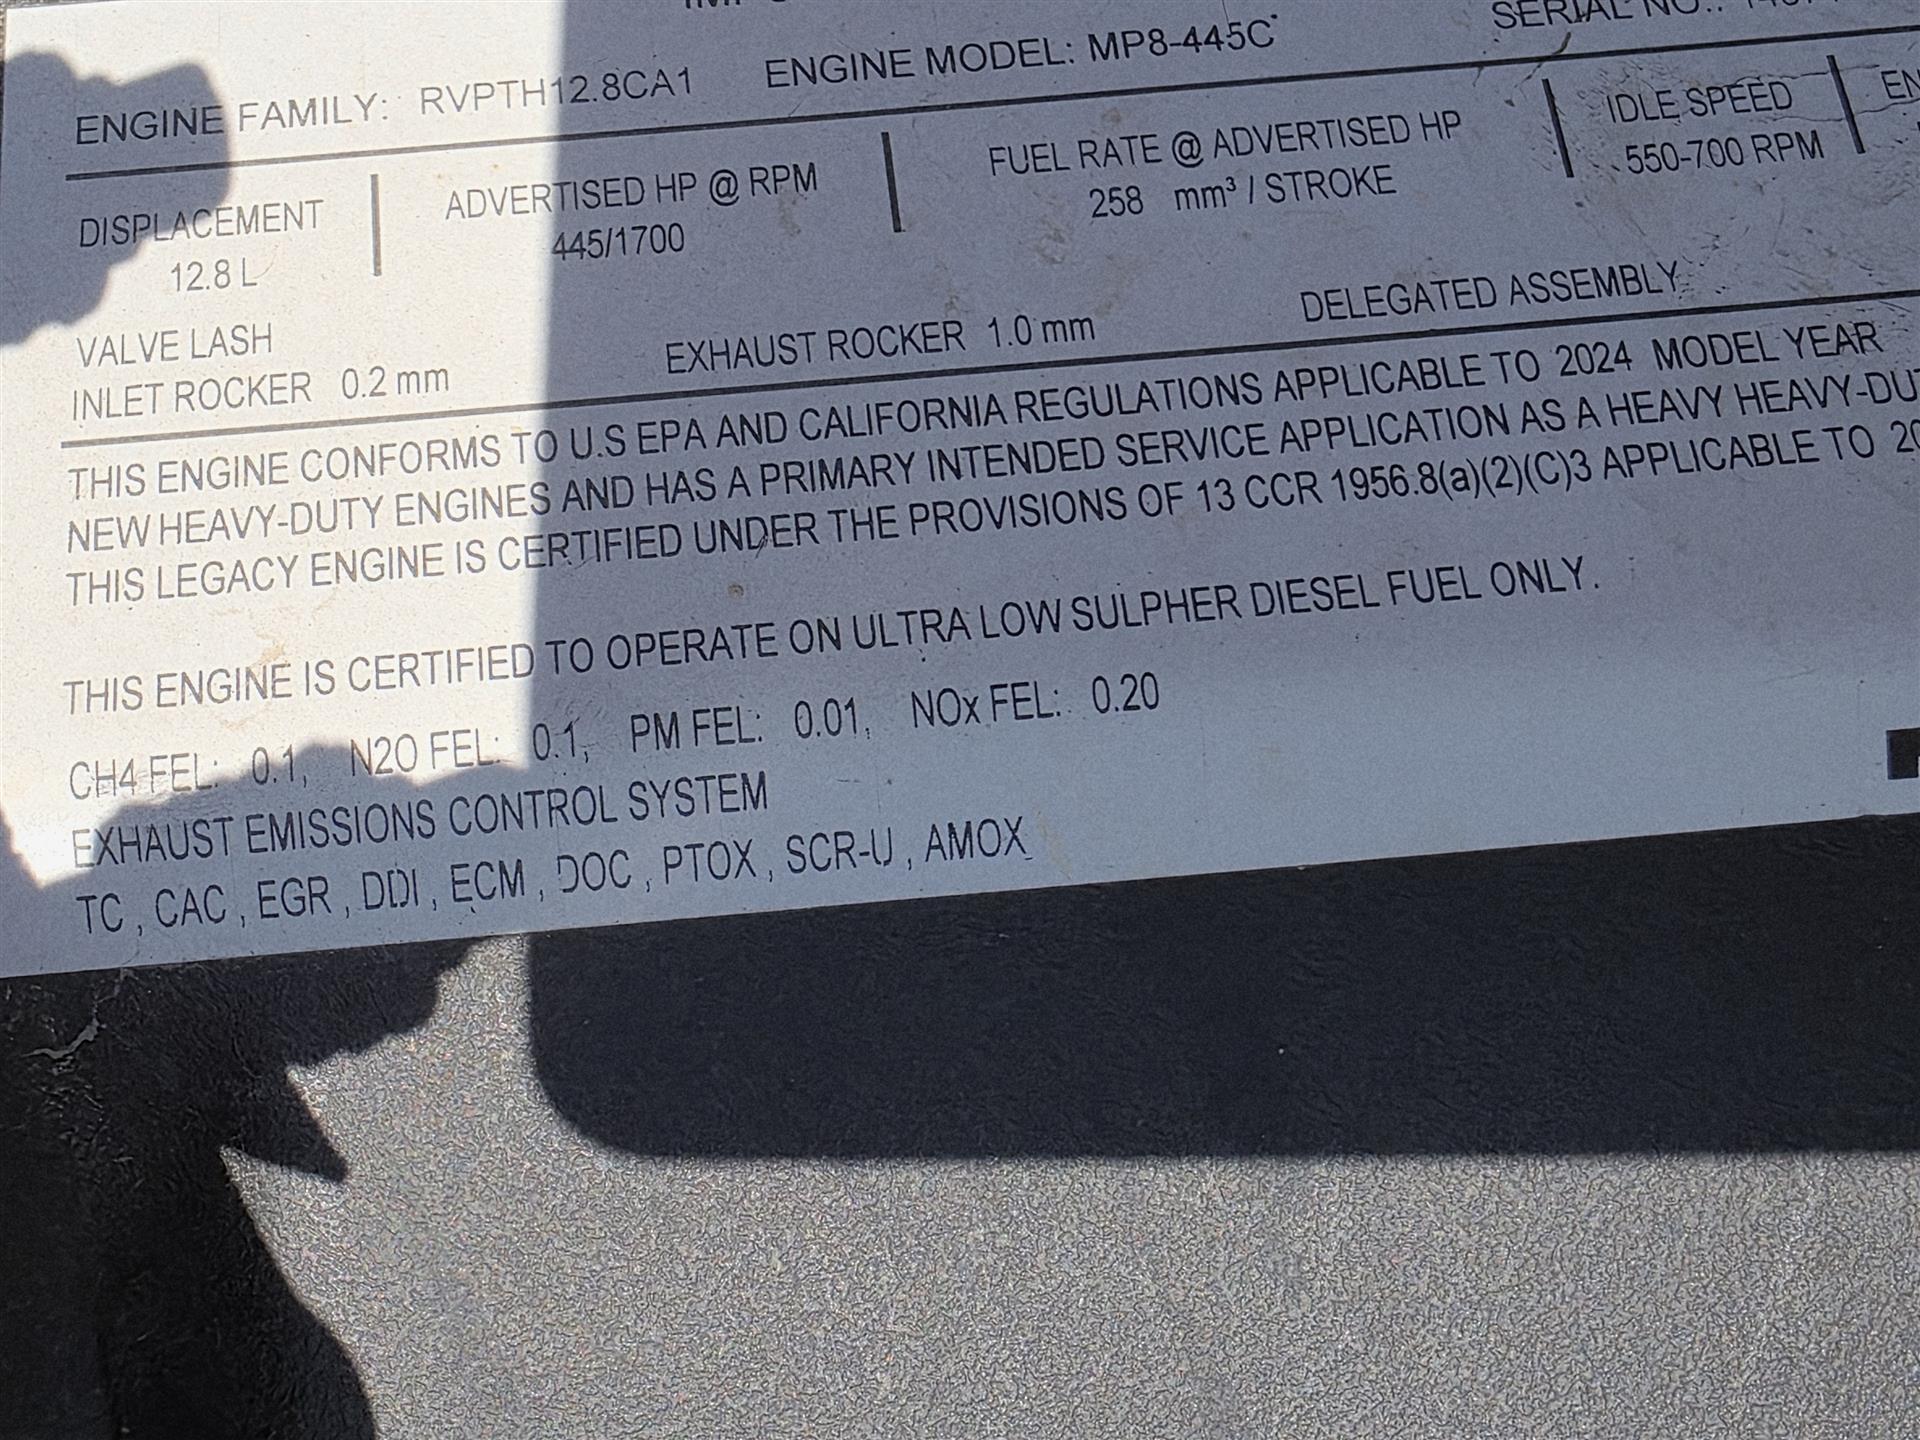 ENGINE FAMILY: RVPTH12.8CA1 ENGINE MODEL: MP8-445C SERIAL NO.:
DISPLACEMENT ADVERTISED HP @ RPM FUEL RATE @ ADVERTISED HP IDLE SPEED
12.8 L 445/1700 258 mm³ / STROKE 550-700 RPM
VALVE LASH
INLET ROCKER 0.2 mm EXHAUST ROCKER 1.0 mm DELEGATED ASSEMBLY
THIS ENGINE CONFORMS TO U.S EPA AND CALIFORNIA REGULATIONS APPLICABLE TO 2024 MODEL YEAR
NEW HEAVY-DUTY ENGINES AND HAS A PRIMARY INTENDED SERVICE APPLICATION AS A HEAVY HEAVY-DU
THIS LEGACY ENGINE IS CERTIFIED UNDER THE PROVISIONS OF 13 CCR 1956.8(a)(2)(C)3 APPLICABLE TO
THIS ENGINE IS CERTIFIED TO OPERATE ON ULTRA LOW SULPHER DIESEL FUEL ONLY.
CH4 FEL: 0.1, N2O FEL: 0.1, PM FEL: 0.01, NOx FEL: 0.20
EXHAUST EMISSIONS CONTROL SYSTEM
TC , CAC , EGR , DDI , ECM , DOC , PTOX , SCR-U , AMOX